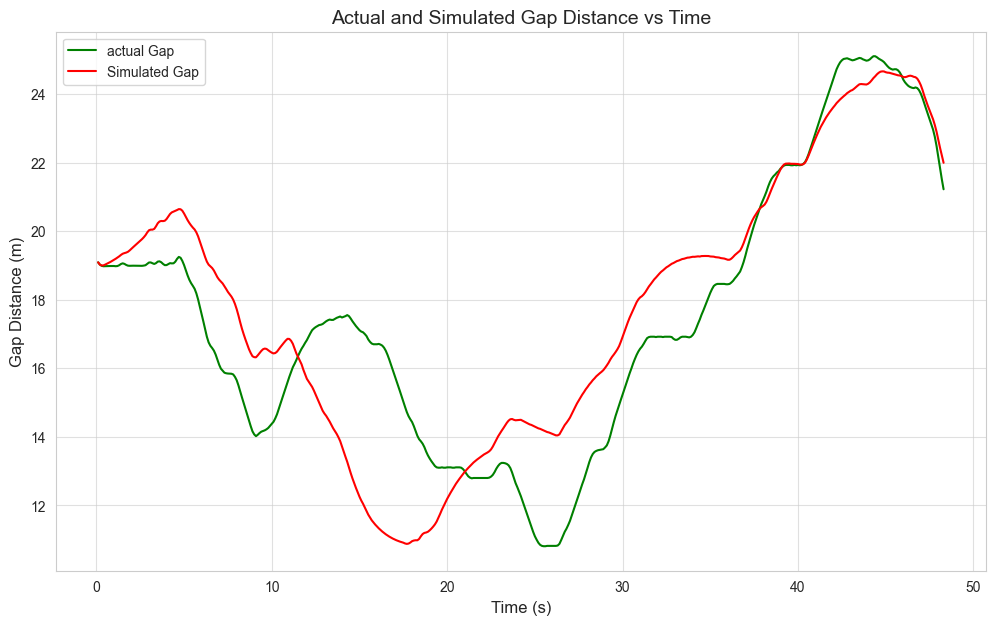 Actual and Simulated Gap Distance vs Time
actual Gap
Simulated Gap
Gap Distance (m)
24
22
20
18
16
14
12
0 10 20 30 40 50
Time (s)